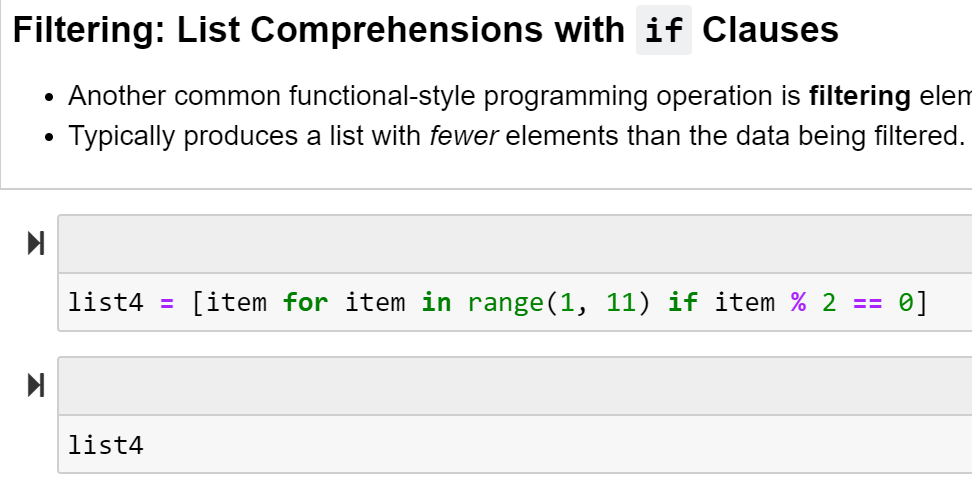 Filtering: List Comprehensions with if Clauses
Another common functional-style programming operation is filtering
Typically produces a list with fewer elements than the data being filtered.
list4 = [item for item in range(1, 11) if item % 2 == 0]
list4